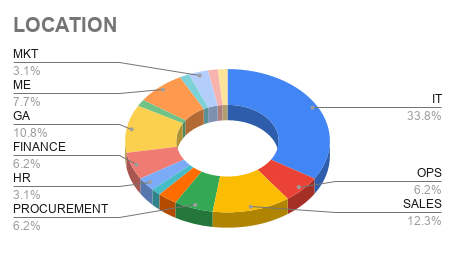 LOCATION
MKT
3.1%
ME
7.7%
GA
10.8%
FINANCE
6.2%
HR
3.1%
PROCUREMENT
6.2%
IT
33.8%
OPS
6.2%
SALES
12.3%